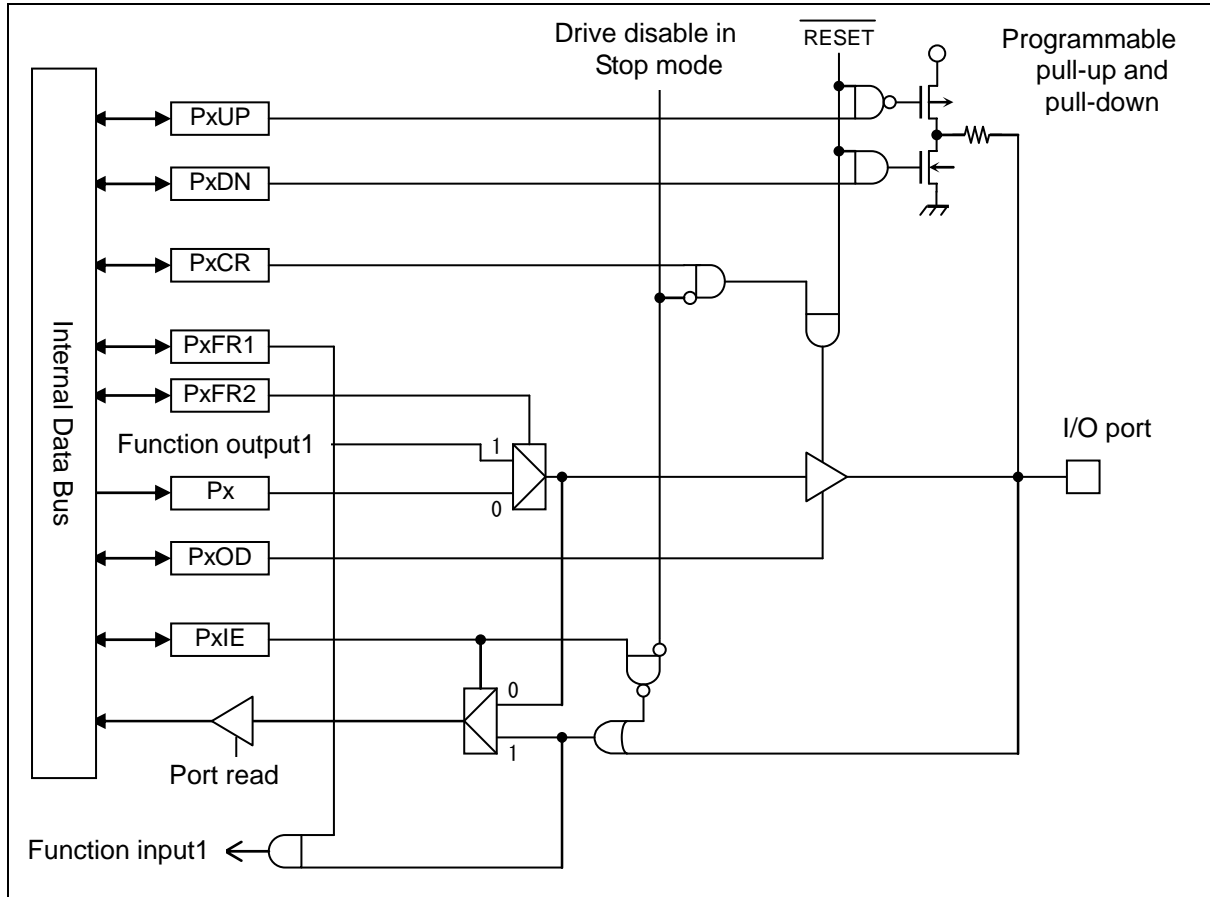 Drive disable in
Stop mode
RESET
Programmable
pull-up and
pull-down
Internal Data Bus
PxUP
PxDN
PxCR
PxFR1
PxFR2
Function output1
1
0
Px
PxOD
PxIE
0
1
I/O port
Port read
Function input1